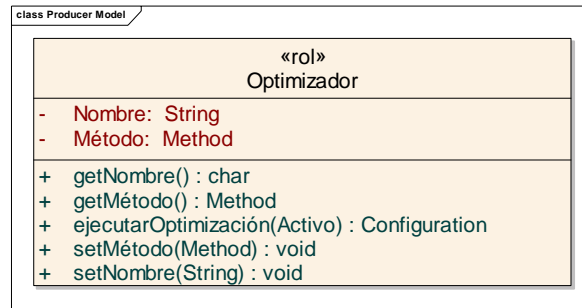 class Producer Model
«rol»
Optimizador
- Nombre: String
- Método: Method
+ getNombre() : char
+ getMétodo() : Method
+ ejecutarOptimización(Activo) : Configuration
+ setMétodo(Method) : void
+ setNombre(String) : void